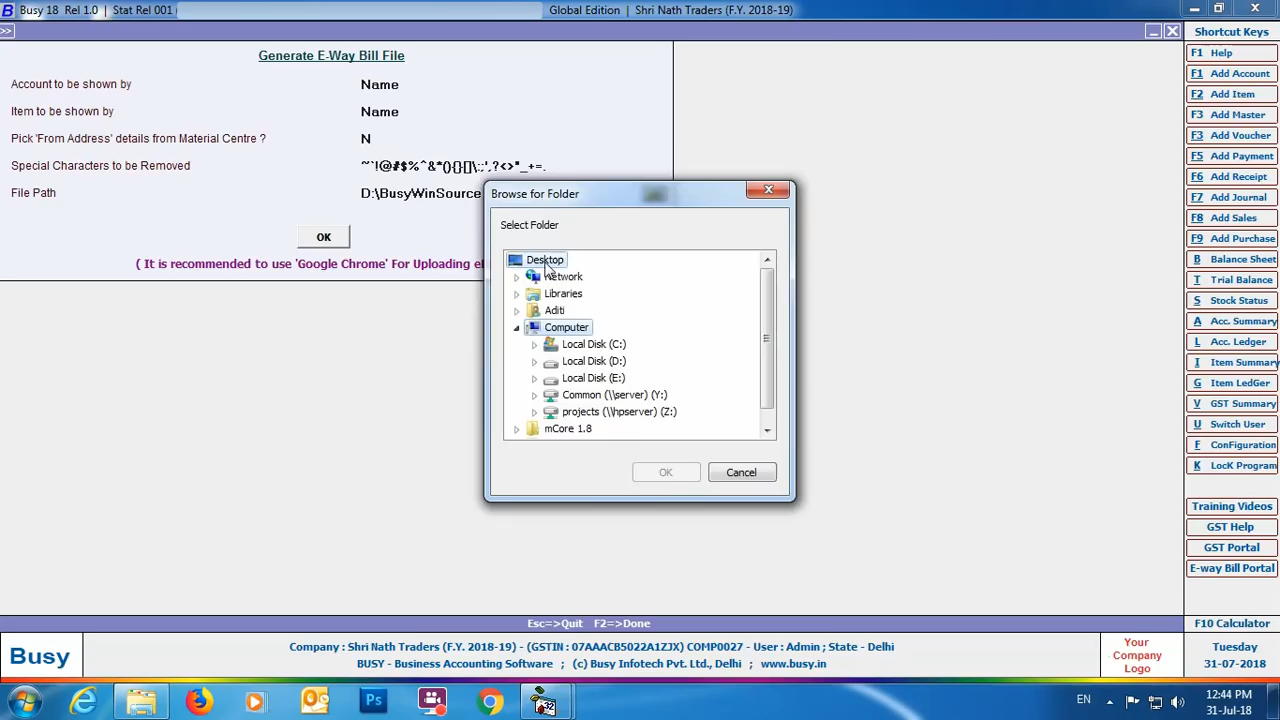 Busy 18 Rel 1.0 | Stat Rel 001 | Global Edition | Shri Nath Traders (F.Y. 2018-19)
>>
Generate E-Way Bill File
Account to be shown by Name
Item to be shown by Name
Pick 'From Address' details from Material Centre ? N
Special Characters to be Removed ~`!@#$%^&*(){}[]\:;',?<>"_+=.
File Path D:\BusyWinSource
OK
( It is recommended to use 'Google Chrome' For Uploading
Browse for Folder
Select Folder
Desktop
Network
Libraries
Aditi
Computer
Local Disk (C:)
Local Disk (D:)
Local Disk (E:)
Common (\\server) (Y:)
projects (\\hpserver) (Z:)
mCore 1.8
OK Cancel
Shortcut Keys
F1 Help
F1 Add Account
F2 Add Item
F3 Add Master
F3 Add Voucher
F5 Add Payment
F6 Add Receipt
F7 Add Journal
F8 Add Sales
F9 Add Purchase
B Balance Sheet
T Trial Balance
S Stock Status
A Acc. Summary
L Acc. Ledger
I Item Summary
G Item LedGer
V GST Summary
U Switch User
F ConFiguration
K LocK Program
Training Videos
GST Help
GST Portal
E-way Bill Portal
Esc=>Quit F2=>Done
F10 Calculator
Busy
Company : Shri Nath Traders (F.Y. 2018-19) - (GSTIN : 07AAACB5022A1ZJX) COMP0027 - User : Admin ; State - Delhi
BUSY - Business Accounting Software ; (c) Busy Infotech Pvt. Ltd., Delhi ; www.busy.in
Your
Company
Logo
Tuesday
31-07-2018
Ps
32
EN
12:44 PM
31-Jul-18